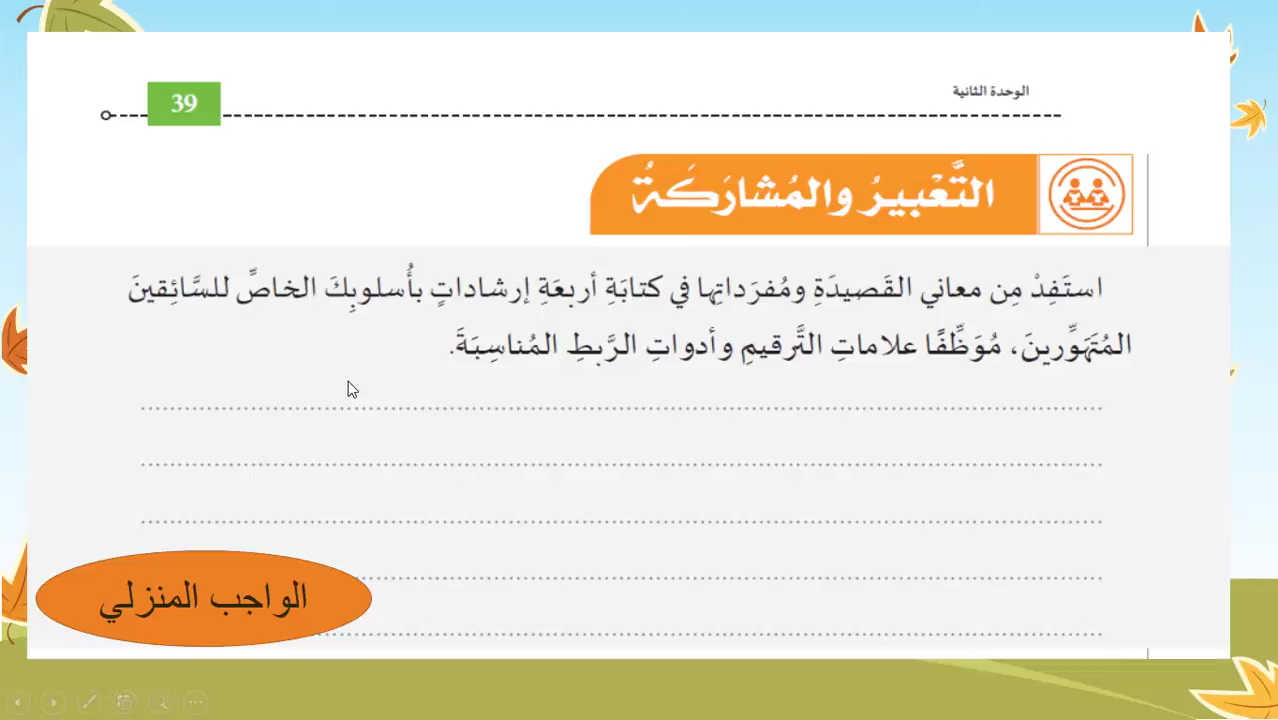 الوحدة الثانية
39
التَّعْبيرُ والمُشارَكَةُ
استَفِدْ مِن معاني القَصيدَةِ ومُفرَداتِها في كتابَةِ أربعَةِ إرشاداتٍ بأُسلوبِكَ الخاصِّ للسَّائِقينَ
المُتَهَوِّرينَ، مُوَظِّفًا علاماتِ التَّرقيمِ وأدواتِ الرَّبطِ المُناسِبَةَ.
الواجب المنزلي